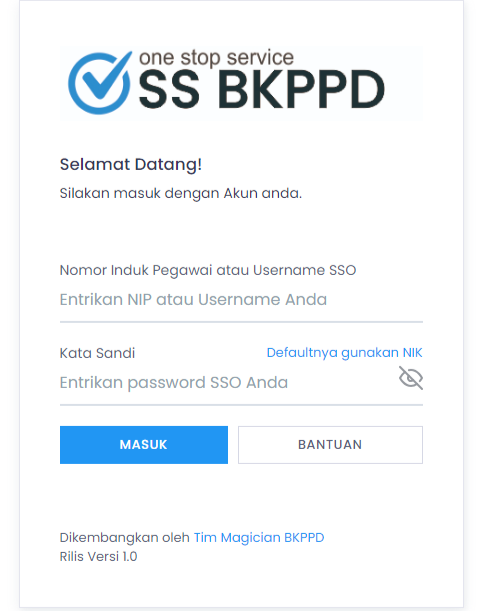 one stop service
SS BKPPD
Selamat Datang!
Silakan masuk dengan Akun anda.
Nomor Induk Pegawai atau Username SSO
Entrikan NIP atau Username Anda
Kata Sandi Defaultnya gunakan NIK
Entrikan password SSO Anda
MASUK BANTUAN
Dikembangkan oleh Tim Magician BKPPD
Rilis Versi 1.0